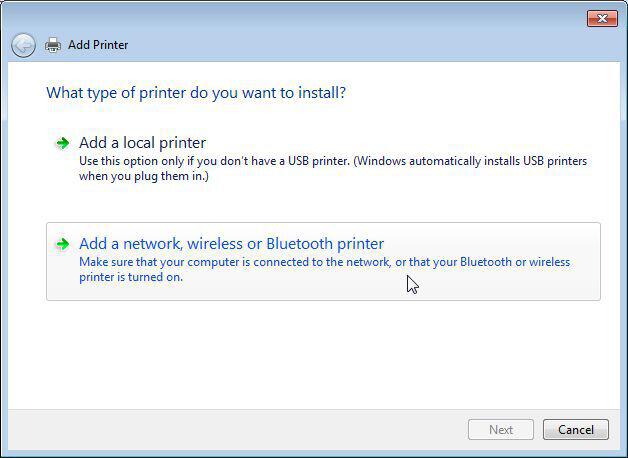 Add Printer
What type of printer do you want to install?
Add a local printer
Use this option only if you don't have a USB printer. (Windows automatically installs USB printers
when you plug them in.)
Add a network, wireless or Bluetooth printer
Make sure that your computer is connected to the network, or that your Bluetooth or wireless
printer is turned on.
Next
Cancel